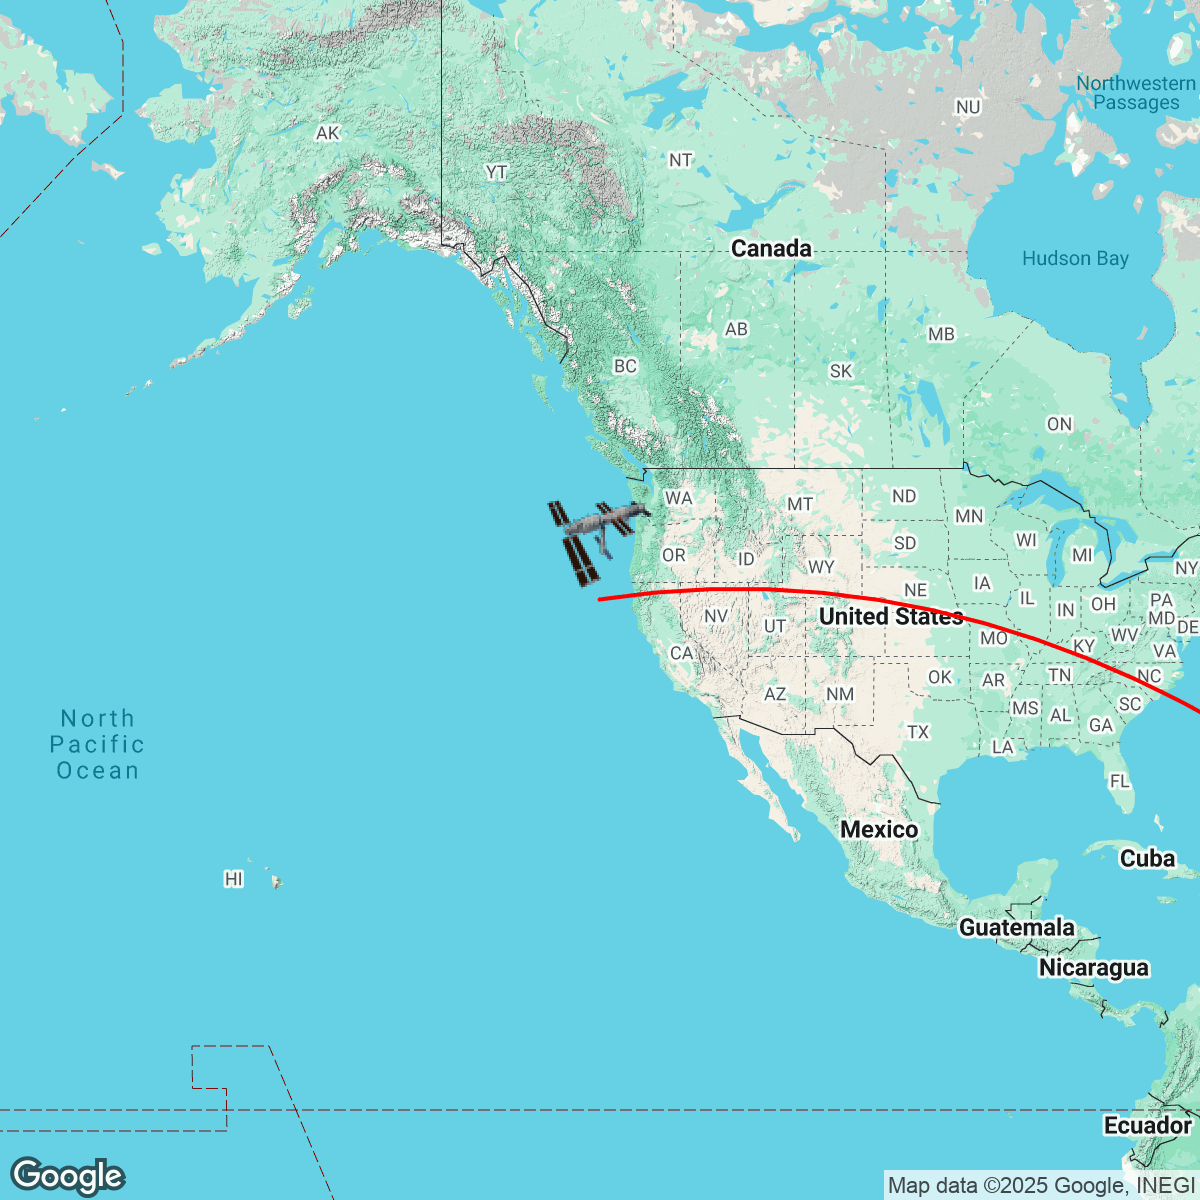 Northwestern
Passages
NU
AK
NT
YT
Canada
Hudson Bay
AB
MB
BC
SK
ON
WA
ND
MT
MN
WI
SD
MI
OR
ID
WY
NY
IA
NE
IL
IN
OH
PA
NV
United States
MD
UT
DE
MO
WV
KY
VA
CA
TN
NC
OK
AR
AZ
NM
SC
MS
AL
GA
North
Pacific
Ocean
TX
LA
FL
Mexico
Cuba
HI
Guatemala
Nicaragua
Ecuador
Google
Map data ©2025 Google, INEGI